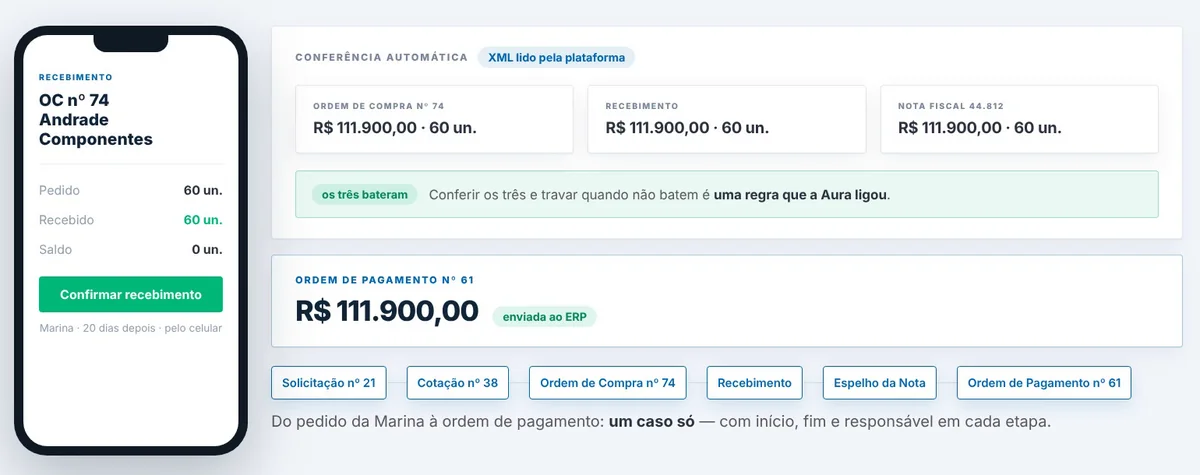 RECEBIMENTO
OC nº 74
Andrade
Componentes
Pedido 60 un.
Recebido 60 un.
Saldo 0 un.
Confirmar recebimento
Marina · 20 dias depois · pelo celular
CONFERÊNCIA AUTOMÁTICA XML lido pela plataforma
ORDEM DE COMPRA Nº 74
R$ 111.900,00 · 60 un.
RECEBIMENTO
R$ 111.900,00 · 60 un.
NOTA FISCAL 44.812
R$ 111.900,00 · 60 un.
os três bateram Conferir os três e travar quando não batem é uma regra que a Aura ligou.
ORDEM DE PAGAMENTO Nº 61
R$ 111.900,00 enviada ao ERP
Solicitação nº 21 Cotação nº 38 Ordem de Compra nº 74 Recebimento Espelho da Nota Ordem de Pagamento nº 61
Do pedido da Marina à ordem de pagamento: um caso só — com início, fim e responsável em cada etapa.